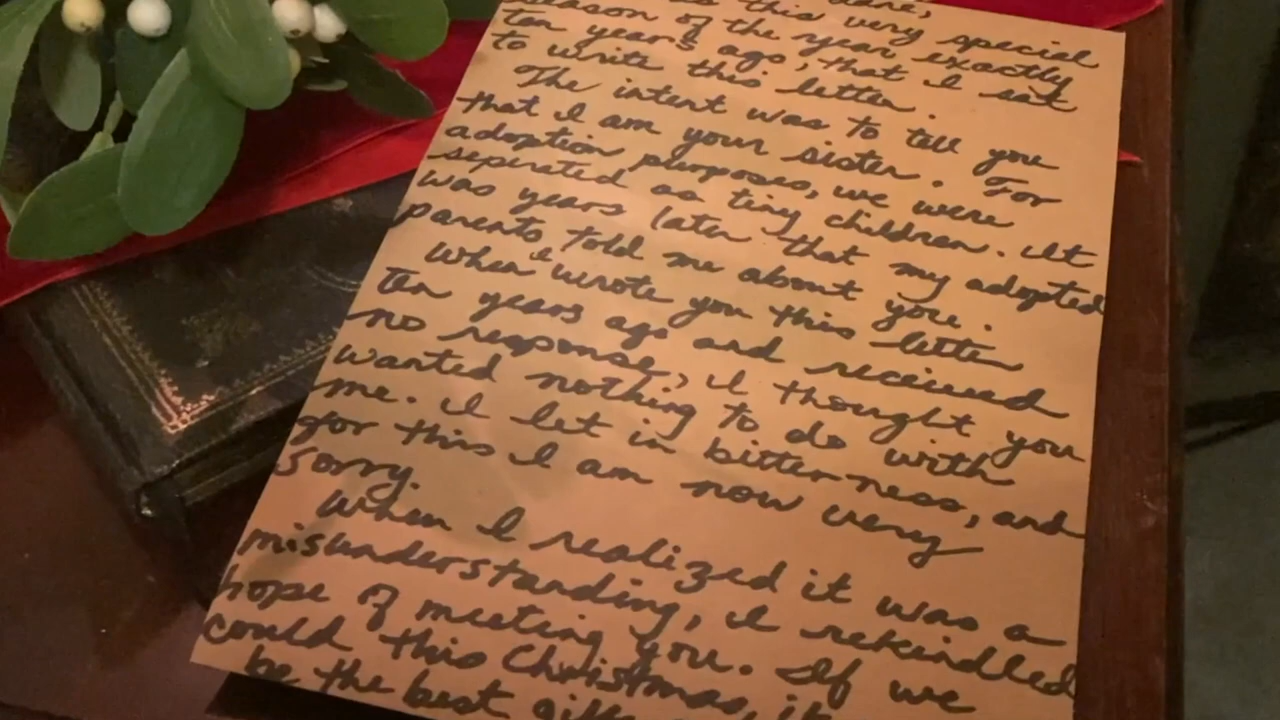 this very special
season of the year, exactly
ten years ago, that I sat
to write this letter.
The intent was to tell you
that I am your sister. For
adoption purposes, we were
seperated as tiny children. It
was years later that my adopted
parents told me about you.
When I wrote you this letter
ten years ago and received
no response, I thought you
wanted nothing to do with
me. I let in bitterness, and
for this I am now very
sorry.
When I realized it was a
misunderstanding, I rekindled
hope of meeting you. If we
could this Christmas, it
be the best